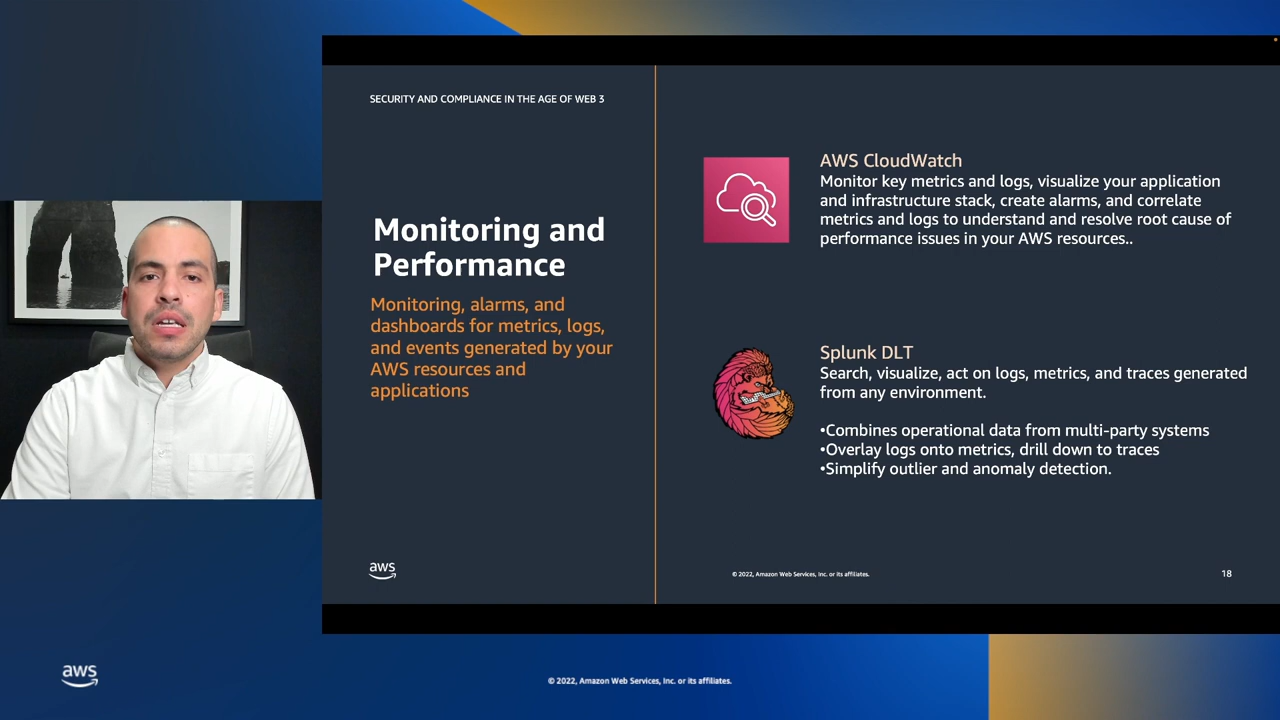 SECURITY AND COMPLIANCE IN THE AGE OF WEB 3
Monitoring and
Performance
Monitoring, alarms, and
dashboards for metrics, logs,
and events generated by your
AWS resources and
applications
AWS CloudWatch
Monitor key metrics and logs, visualize your application
and infrastructure stack, create alarms, and correlate
metrics and logs to understand and resolve root cause of
performance issues in your AWS resources..
Splunk DLT
Search, visualize, act on logs, metrics, and traces generated
from any environment.
•Combines operational data from multi-party systems
•Overlay logs onto metrics, drill down to traces
•Simplify outlier and anomaly detection.
aws
© 2022, Amazon Web Services, Inc. or its affiliates.
18
aws
© 2022, Amazon Web Services, Inc. or its affiliates.